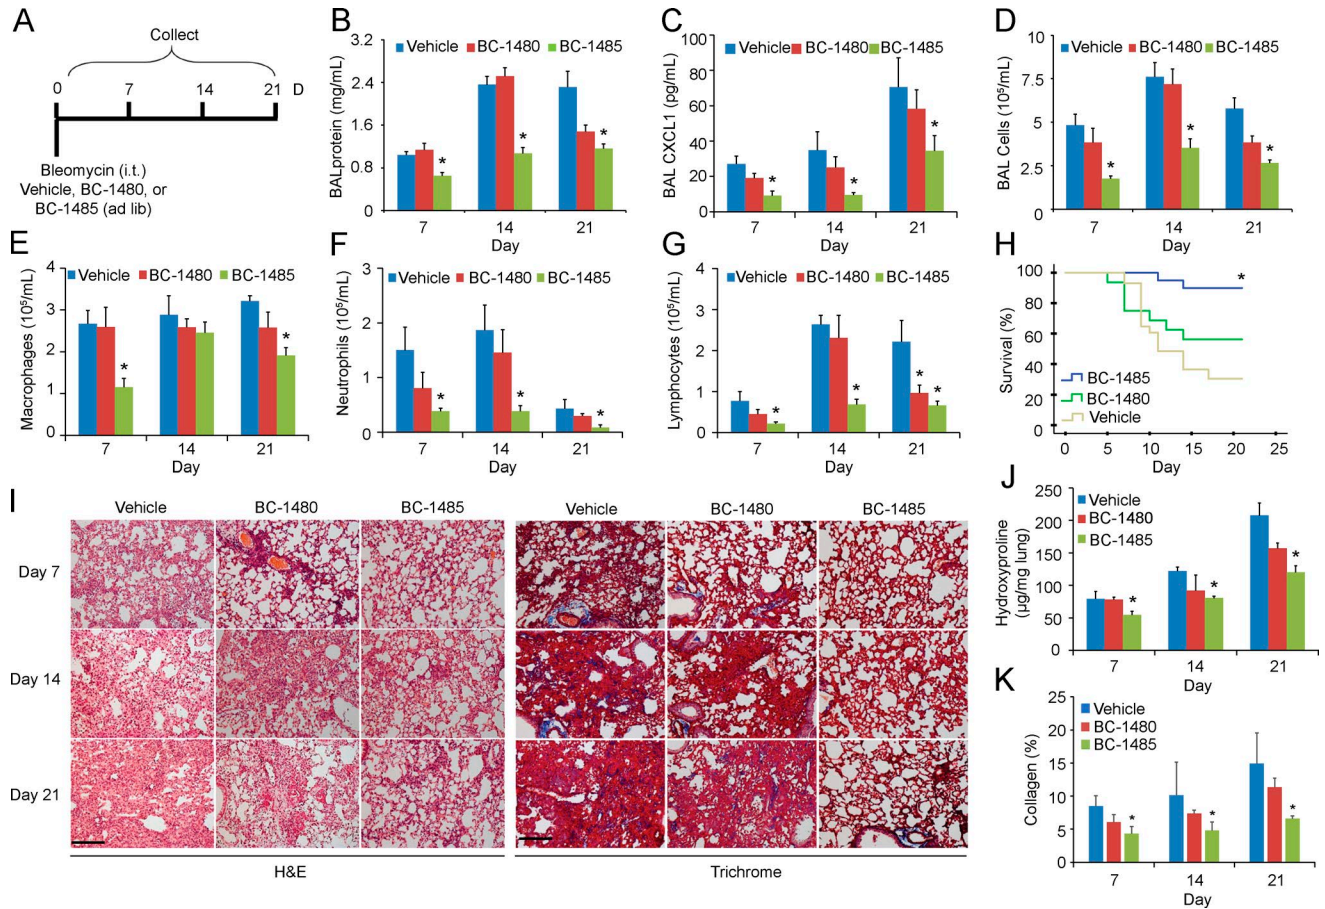 A
Collect
0 7 14 21 D
Bleomycin (i.t.)
Vehicle, BC-1480, or
BC-1485 (ad lib)
B
Vehicle BC-1480 BC-1485
BALprotein (mg/mL)
3.2
2.4
1.6
0.8
0
7 14 21
Day
C
Vehicle BC-1480 BC-1485
BAL CXCL1 (pg/mL)
100
80
60
40
20
0
* * *
7 14 21
Day
D
Vehicle BC-1480 BC-1485
BAL Cells (10⁵/mL)
10
7.5
5
2.5
0
* * *
7 14 21
Day
E
Vehicle BC-1480 BC-1485
Macrophages (10⁵/mL)
4
3
2
1
0
* *
7 14 21
Day
F
Vehicle BC-1480 BC-1485
Neutrophils (10⁵/mL)
3
2
1
0
* * *
7 14 21
Day
G
Vehicle BC-1480 BC-1485
Lymphocytes (10⁵/mL)
4
3
2
1
0
* * * *
7 14 21
Day
H
Survival (%)
100
80
60
40
20
0
*
BC-1485
BC-1480
Vehicle
0 5 10 15 20 25
Day
I
Vehicle BC-1480 BC-1485 Vehicle BC-1480 BC-1485
Day 7
Day 14
Day 21
H&E Trichrome
J
Vehicle
BC-1480
BC-1485
Hydroxyproline
(µg/mg lung)
250
200
150
100
50
0
* * *
7 14 21
Day
K
Vehicle
BC-1480
BC-1485
Collagen (%)
25
20
15
10
5
0
* * *
7 14 21
Day